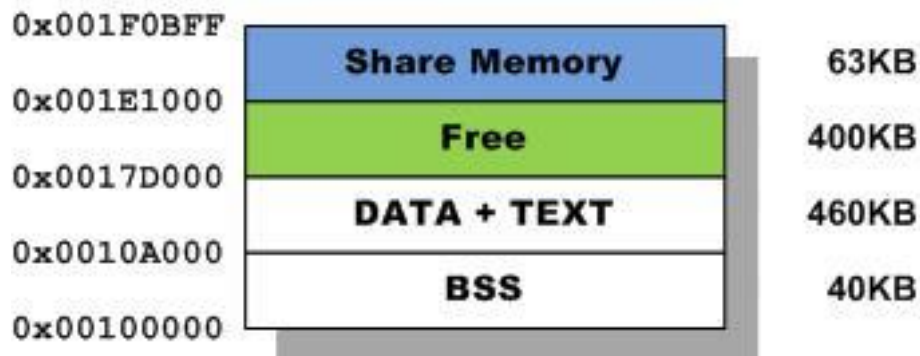 0x001F0BFF
Share Memory 63KB
0x001E1000
Free 400KB
0x0017D000
DATA + TEXT 460KB
0x0010A000
BSS 40KB
0x00100000